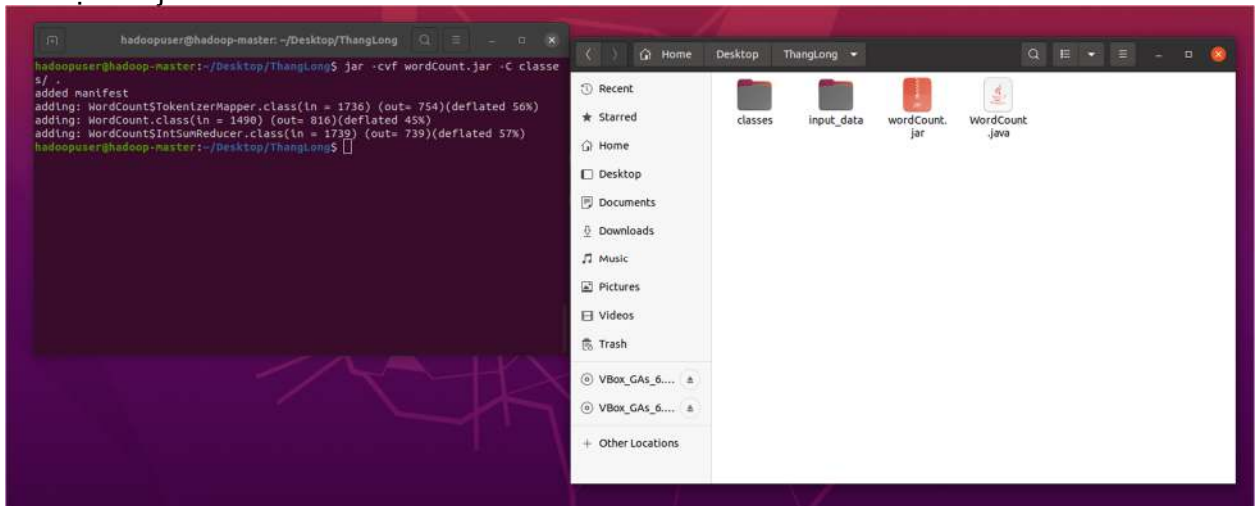 hadoopuser@hadoop-master: ~/Desktop/ThangLong
hadoopuser@hadoop-master:~/Desktop/ThangLong$ jar -cvf wordCount.jar -C classe
s/ .
added manifest
adding: WordCount$TokenizerMapper.class(in = 1736) (out= 754)(deflated 56%)
adding: WordCount.class(in = 1490) (out= 816)(deflated 45%)
adding: WordCount$IntSumReducer.class(in = 1739) (out= 739)(deflated 57%)
hadoopuser@hadoop-master:~/Desktop/ThangLong$
Home Desktop ThangLong
Recent
Starred
Home
Desktop
Documents
Downloads
Music
Pictures
Videos
Trash
VBox_GAs_6....
VBox_GAs_6....
+ Other Locations
classes
input_data
wordCount.
jar
WordCount
.java